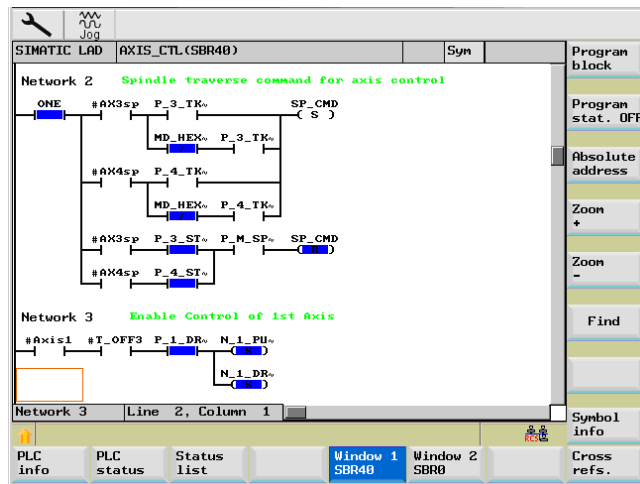 Jog
SIMATIC LAD AXIS_CTL(SBR40) Sym
Program block
Network 2 Spindle traverse command for axis control
ONE #AX3sp P_3_TK~ SP_CMD
( S )
Program stat. OFF
MD_HEX~ P_3_TK~
/
Absolute address
#AX4sp P_4_TK~
MD_HEX~ P_4_TK~
/
Zoom +
#AX3sp P_3_ST~ P_M_SP~ SP_CMD
( R )
Zoom -
#AX4sp P_4_ST~
Network 3 Enable Control of 1st Axis
Find
#Axis1 #T_OFF3 P_1_DR~ N_1_PU~
N_1_DR~
Network 3 Line 2, Column 1
Symbol info
RCS
PLC info
PLC status
Status list
Window 1 SBR40
Window 2 SBR0
Cross refs.